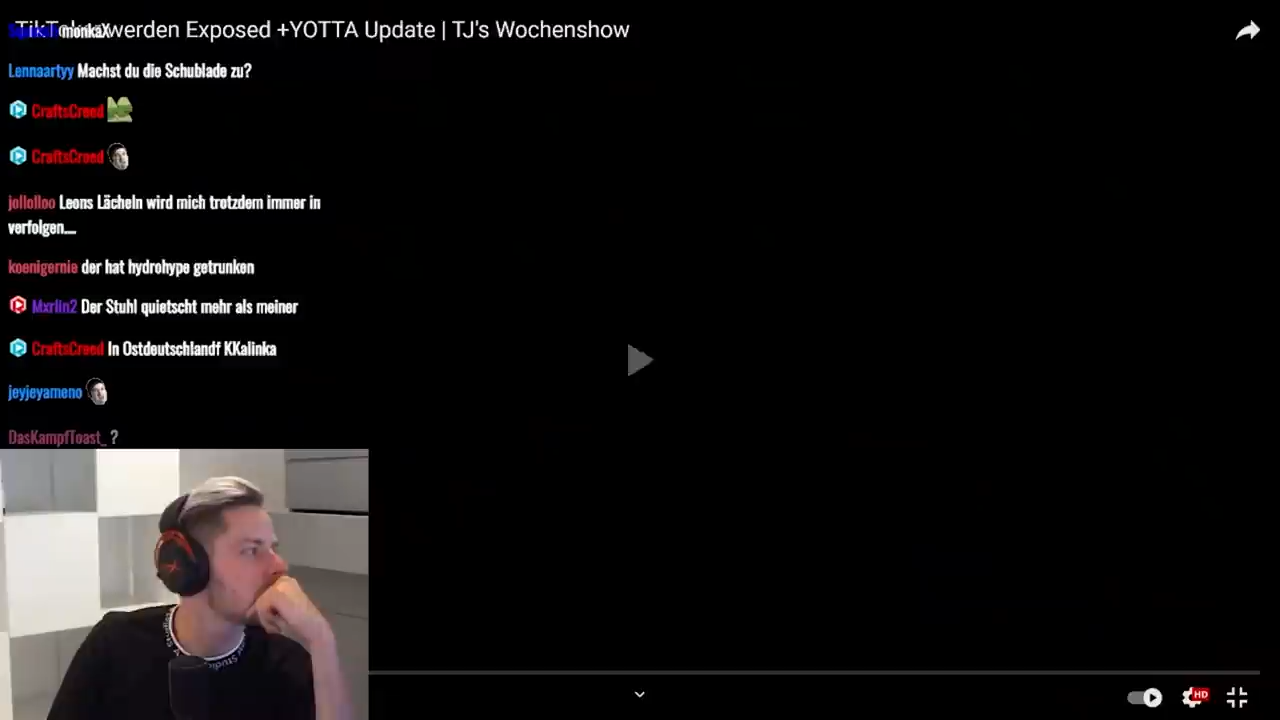 werden Exposed +YOTTA Update | TJ's Wochenshow
monkaX
Lennaartyy Machst du die Schublade zu?
CraftsCreed
CraftsCreed
jollolloo Leons Lächeln wird mich trotzdem immer in
verfolgen....
koenigernie der hat hydrohype getrunken
Mxrlin2 Der Stuhl quietscht mehr als meiner
CraftsCreed In Ostdeutschlandf KKalinka
jeyjeyameno
DasKampfToast_ ?
HD